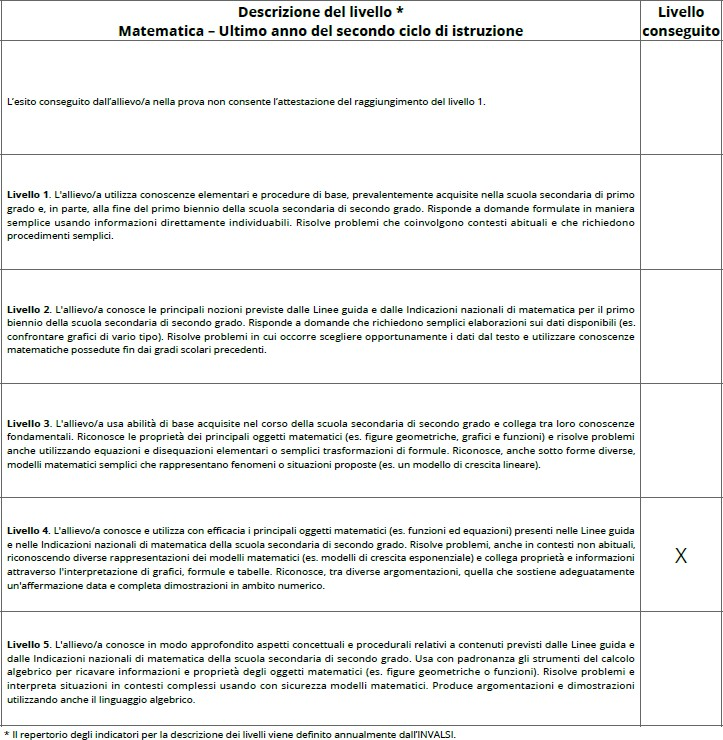 Descrizione del livello *
Matematica – Ultimo anno del secondo ciclo di istruzione
Livello
conseguito
L'esito conseguito dall'allievo/a nella prova non consente l'attestazione del raggiungimento del livello 1.
Livello 1. L'allievo/a utilizza conoscenze elementari e procedure di base, prevalentemente acquisite nella scuola secondaria di primo
grado e, in parte, alla fine del primo biennio della scuola secondaria di secondo grado. Risponde a domande formulate in maniera
semplice usando informazioni direttamente individuabili. Risolve problemi che coinvolgono contesti abituali e che richiedono
procedimenti semplici.
Livello 2. L'allievo/a conosce le principali nozioni previste dalle Linee guida e dalle Indicazioni nazionali di matematica per il primo
biennio della scuola secondaria di secondo grado. Risponde a domande che richiedono semplici elaborazioni sui dati disponibili (es.
confrontare grafici di vario tipo). Risolve problemi in cui occorre scegliere opportunamente i dati dal testo e utilizzare conoscenze
matematiche possedute fin dai gradi scolari precedenti.
Livello 3. L'allievo/a usa abilità di base acquisite nel corso della scuola secondaria di secondo grado e collega tra loro conoscenze
fondamentali. Riconosce le proprietà dei principali oggetti matematici (es. figure geometriche, grafici e funzioni) e risolve problemi
anche utilizzando equazioni e disequazioni elementari o semplici trasformazioni di formule. Riconosce, anche sotto forme diverse,
modelli matematici semplici che rappresentano fenomeni o situazioni proposte (es. un modello di crescita lineare).
Livello 4. L'allievo/a conosce e utilizza con efficacia i principali oggetti matematici (es. funzioni ed equazioni) presenti nelle Linee guida
e nelle Indicazioni nazionali di matematica della scuola secondaria di secondo grado. Risolve problemi, anche in contesti non abituali,
riconoscendo diverse rappresentazioni dei modelli matematici (es. modelli di crescita esponenziale) e collega proprietà e informazioni
attraverso l'interpretazione di grafici, formule e tabelle. Riconosce, tra diverse argomentazioni, quella che sostiene adeguatamente
un'affermazione data e completa dimostrazioni in ambito numerico.
X
Livello 5. L'allievo/a conosce in modo approfondito aspetti concettuali e procedurali relativi a contenuti previsti dalle Linee guida e
dalle Indicazioni nazionali di matematica della scuola secondaria di secondo grado. Usa con padronanza gli strumenti del calcolo
algebrico per ricavare informazioni e proprietà degli oggetti matematici (es. figure geometriche o funzioni). Risolve problemi e
interpreta situazioni in contesti complessi usando con sicurezza modelli matematici. Produce argomentazioni e dimostrazioni
utilizzando anche il linguaggio algebrico.
* Il repertorio degli indicatori per la descrizione dei livelli viene definito annualmente dall'INVALSI.